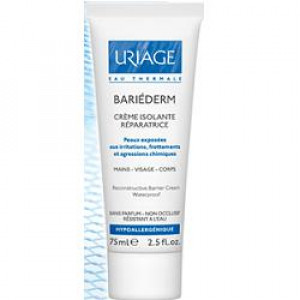 URIAGE
EAU THERMALE
BARIÉDERM
CRÈME ISOLANTE
RÉPARATRICE
Peaux exposées
aux irritations, frottements
et agressions chimiques
MAINS - VISAGE - CORPS
Reconstructive Barrier Cream
Waterproof
SANS PARFUM - NON OCCLUSIF
RÉSISTANT À L'EAU
HYPOALLERGÉNIQUE
75ml e 2.5 fl.oz.